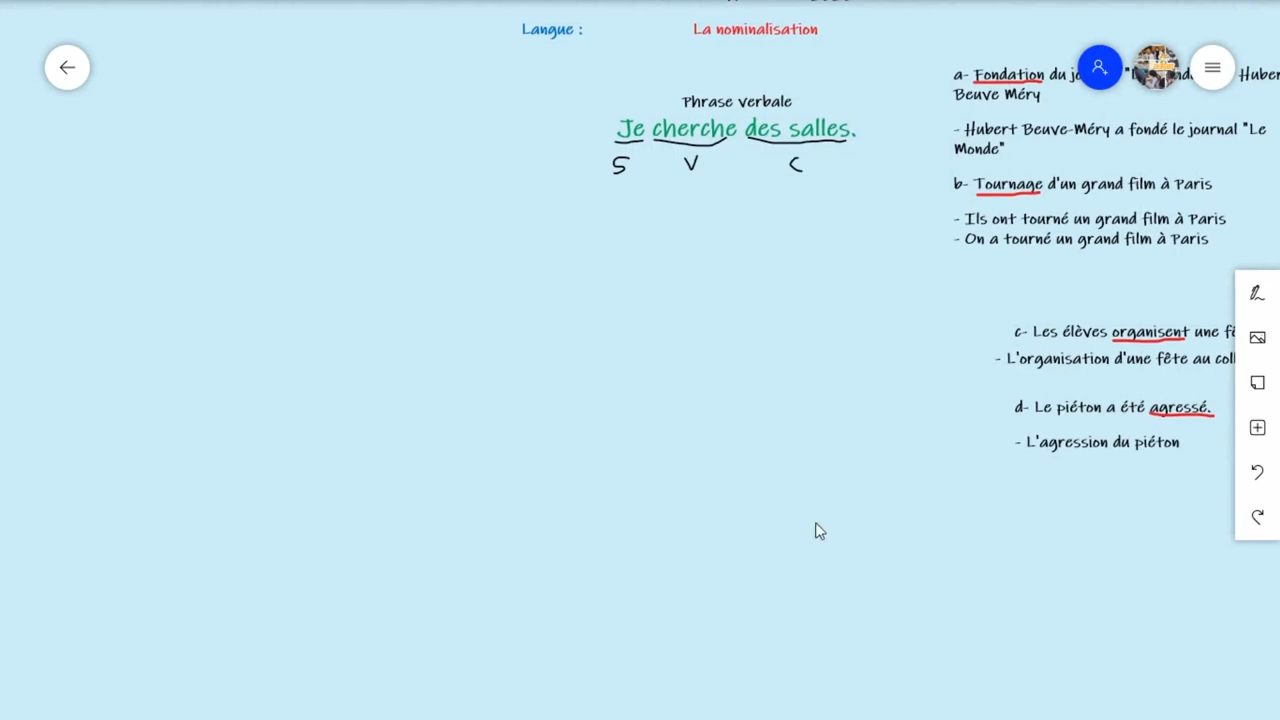 Langue :
La nominalisation
Phrase verbale
Je cherche des salles.
S V C
a- Fondation du Huber
Beuve Méry
- Hubert Beuve-Méry a fondé le journal "Le
Monde"
b- Tournage d'un grand film à Paris
- Ils ont tourné un grand film à Paris
- On a tourné un grand film à Paris
c- Les élèves organisent une
- L'organisation d'une fête au
d- Le piéton a été agressé.
- L'agression du piéton